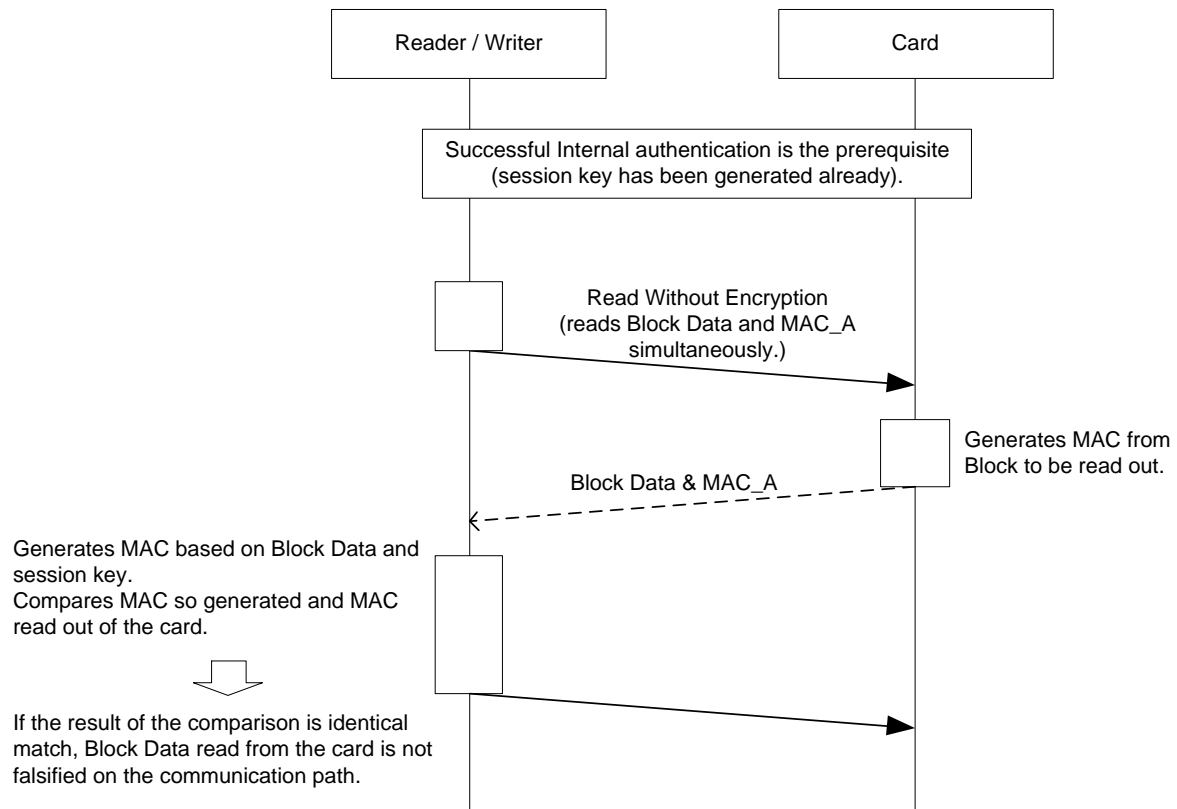 Reader / Writer
Card
Successful Internal authentication is the prerequisite
(session key has been generated already).
Read Without Encryption
(reads Block Data and MAC_A
simultaneously.)
Generates MAC from
Block to be read out.
Block Data & MAC_A
Generates MAC based on Block Data and
session key.
Compares MAC so generated and MAC
read out of the card.
If the result of the comparison is identical
match, Block Data read from the card is not
falsified on the communication path.